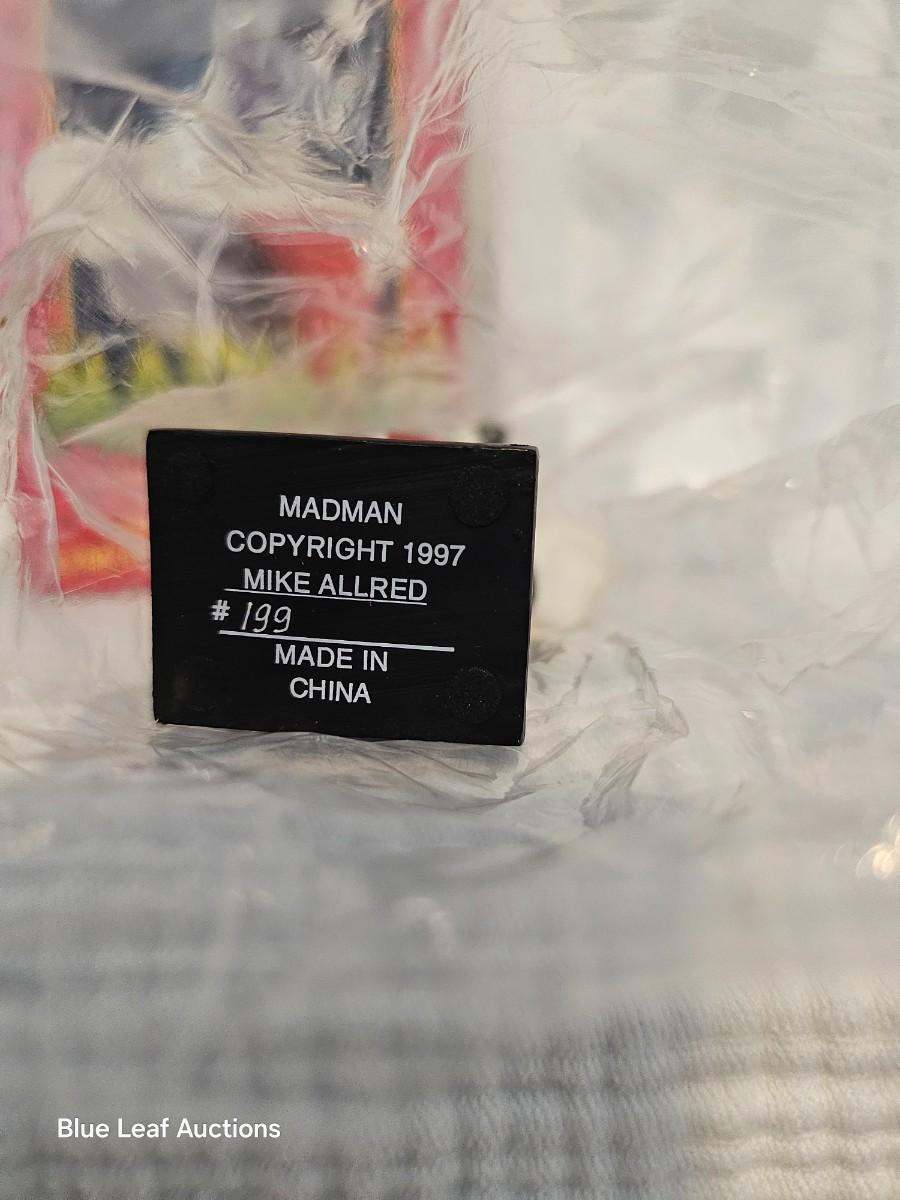 MADMAN
COPYRIGHT 1997
MIKE ALLRED
# 199
MADE IN
CHINA
Blue Leaf Auctions